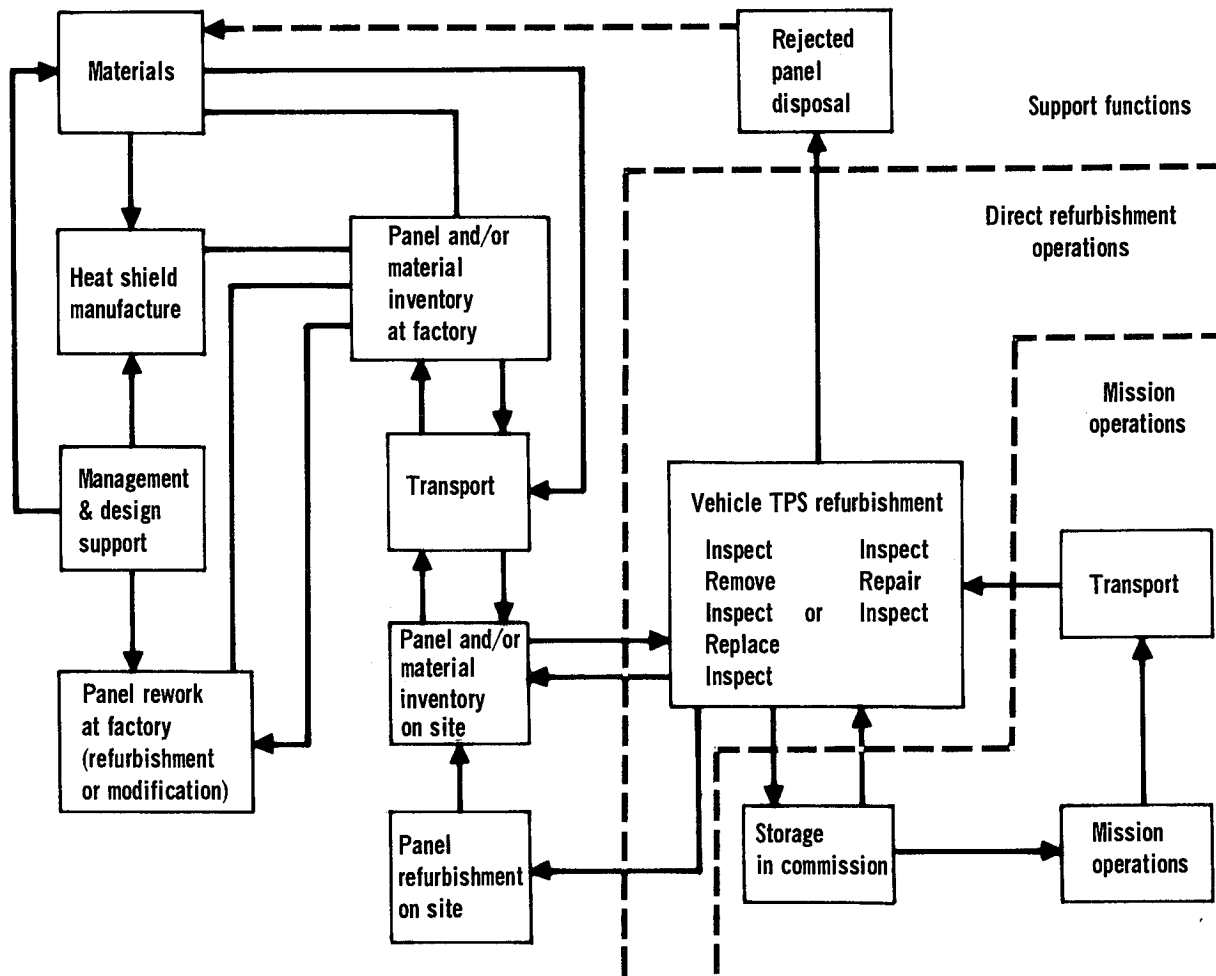 Materials
Rejected
panel
disposal
Support functions
Direct refurbishment
operations
Heat shield
manufacture
Panel and/or
material
inventory
at factory
Mission
operations
Management
& design
support
Transport
Vehicle TPS refurbishment
Inspect Inspect
Remove Repair
Inspect or Inspect
Replace
Inspect
Transport
Panel and/or
material
inventory
on site
Panel rework
at factory
(refurbishment
or modification)
Panel
refurbishment
on site
Storage
in commission
Mission
operations